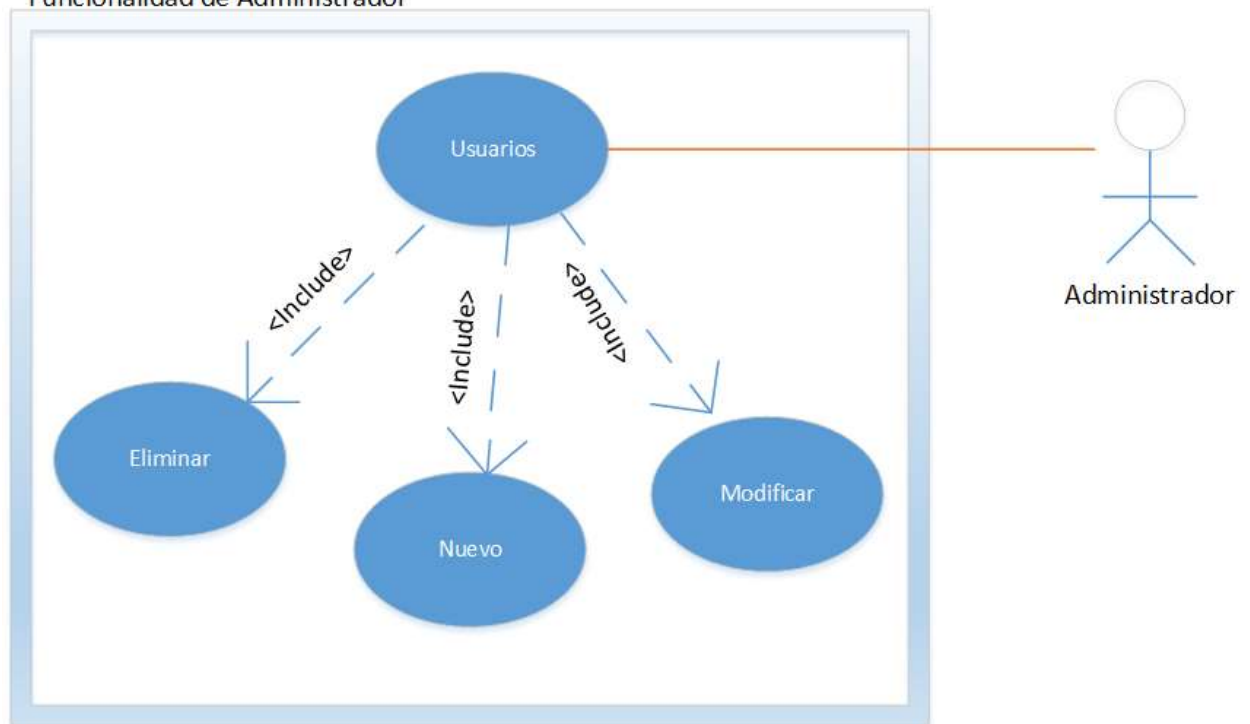 Funcionalidad de Administrador
Usuarios
<Include>
<Include>
<Include>
Administrador
Eliminar
Modificar
Nuevo